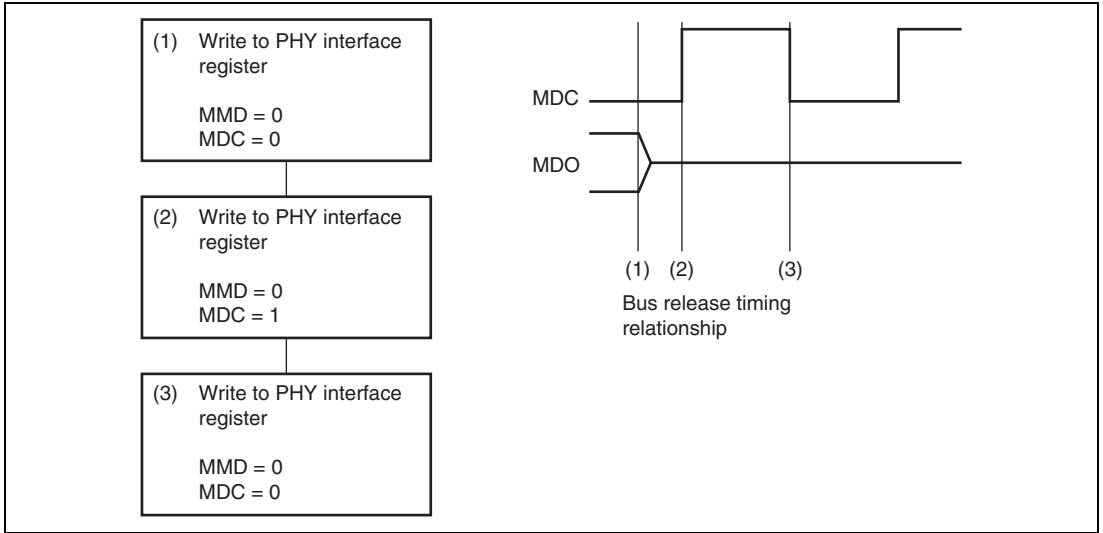 (1) Write to PHY interface
register
MMD = 0
MDC = 0
(2) Write to PHY interface
register
MMD = 0
MDC = 1
(3) Write to PHY interface
register
MMD = 0
MDC = 0
MDC
MDO
(1) (2) (3)
Bus release timing
relationship